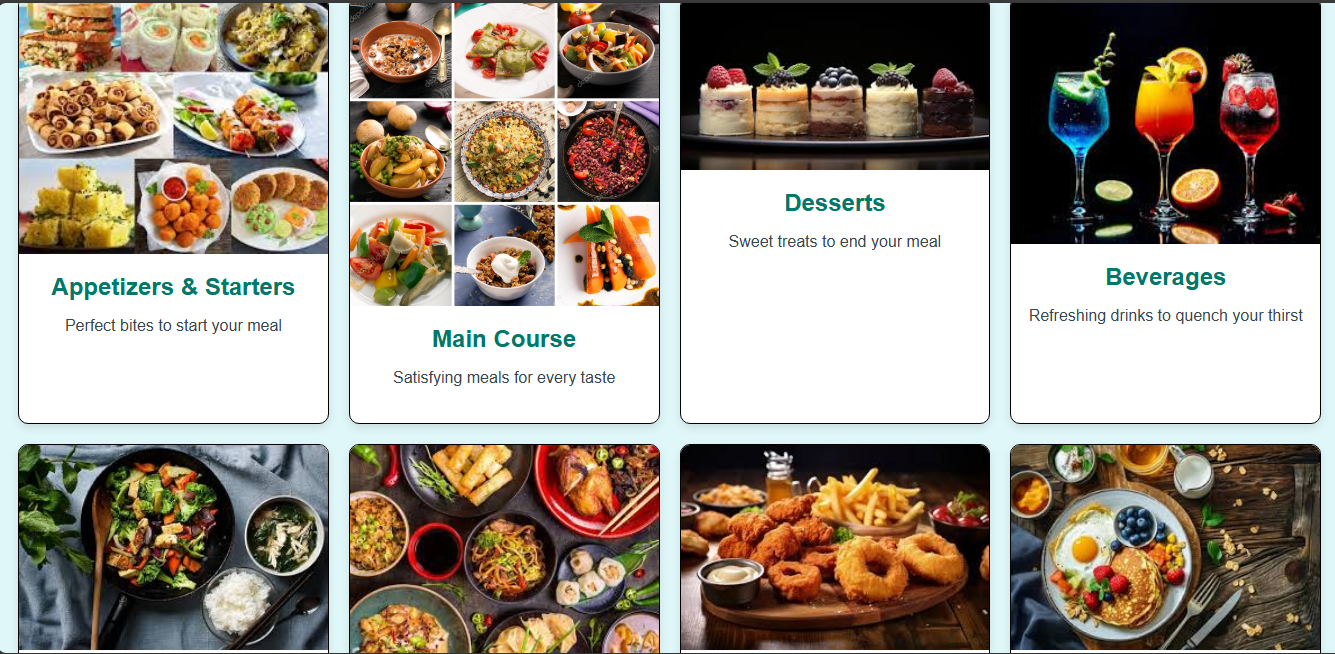 Appetizers & Starters
Perfect bites to start your meal
Main Course
Satisfying meals for every taste
Desserts
Sweet treats to end your meal
Beverages
Refreshing drinks to quench your thirst